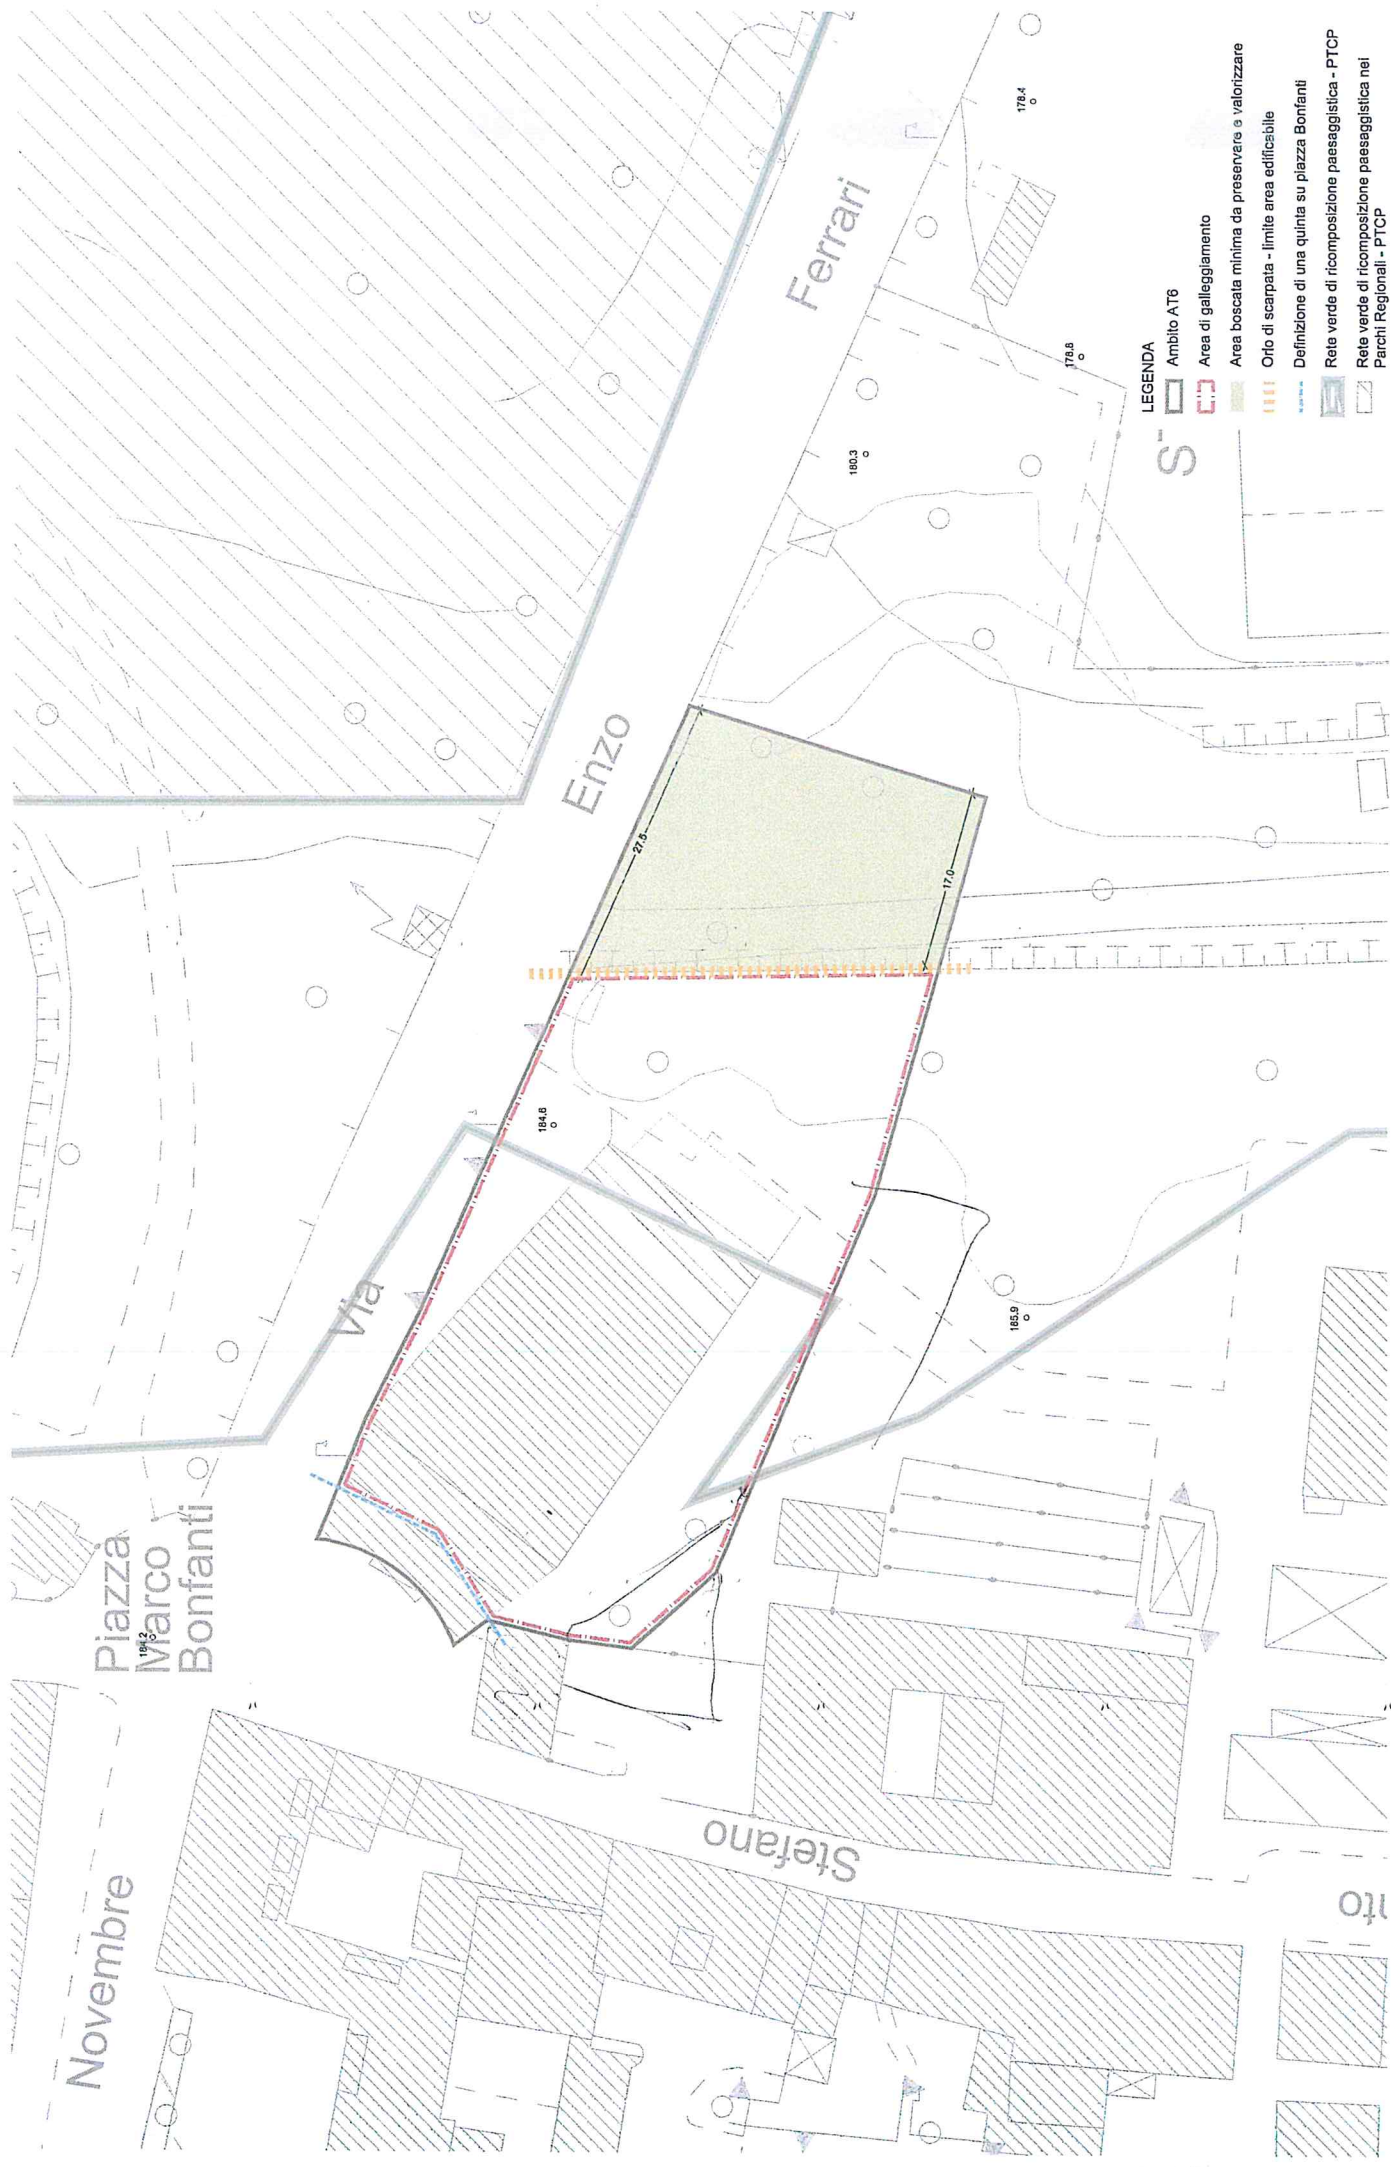 Novembre
Piazza
Marco
Bonfanti
184.2
Via
Enzo
Ferrari
Stefano
184.6
185.9
180.3
178.8
178.4
27.5
17.0
S
nto
LEGENDA
Ambito AT6
Area di galleggiamento
Area boscata minima da preservare e valorizzare
Orlo di scarpata - limite area edificabile
Definizione di una quinta su piazza Bonfanti
Rete verde di ricomposizione paesaggistica - PTCP
Rete verde di ricomposizione paesaggistica nei
Parchi Regionali - PTCP